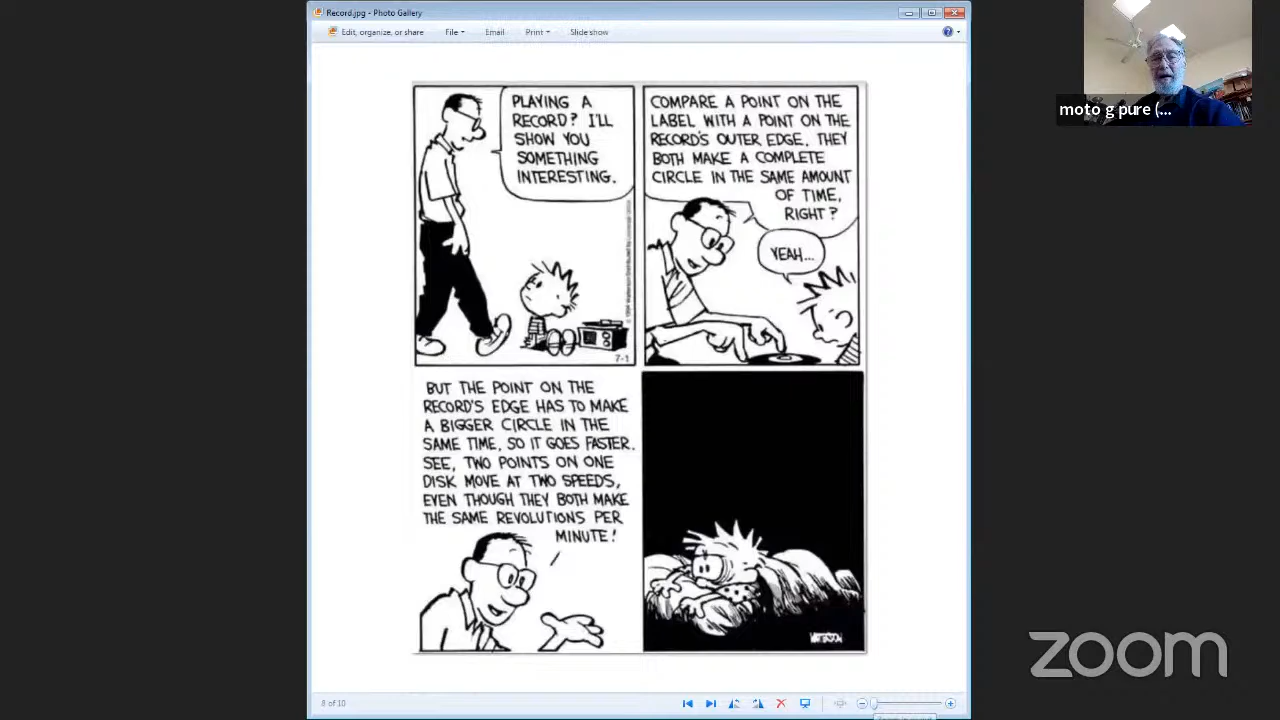 Record.jpg - Photo Gallery
Edit, organize, or share
File
Email
Print
Slide show
moto g pure (...
PLAYING A
RECORD? I'LL
SHOW YOU
SOMETHING
INTERESTING.
7-1
COMPARE A POINT ON THE
LABEL WITH A POINT ON THE
RECORD'S OUTER EDGE. THEY
BOTH MAKE A COMPLETE
CIRCLE IN THE SAME AMOUNT
OF TIME,
RIGHT?
YEAH...
BUT THE POINT ON THE
RECORD'S EDGE HAS TO MAKE
A BIGGER CIRCLE IN THE
SAME TIME, SO IT GOES FASTER.
SEE, TWO POINTS ON ONE
DISK MOVE AT TWO SPEEDS,
EVEN THOUGH THEY BOTH MAKE
THE SAME REVOLUTIONS PER
MINUTE!
WATTERSON
zoom
8 of 10